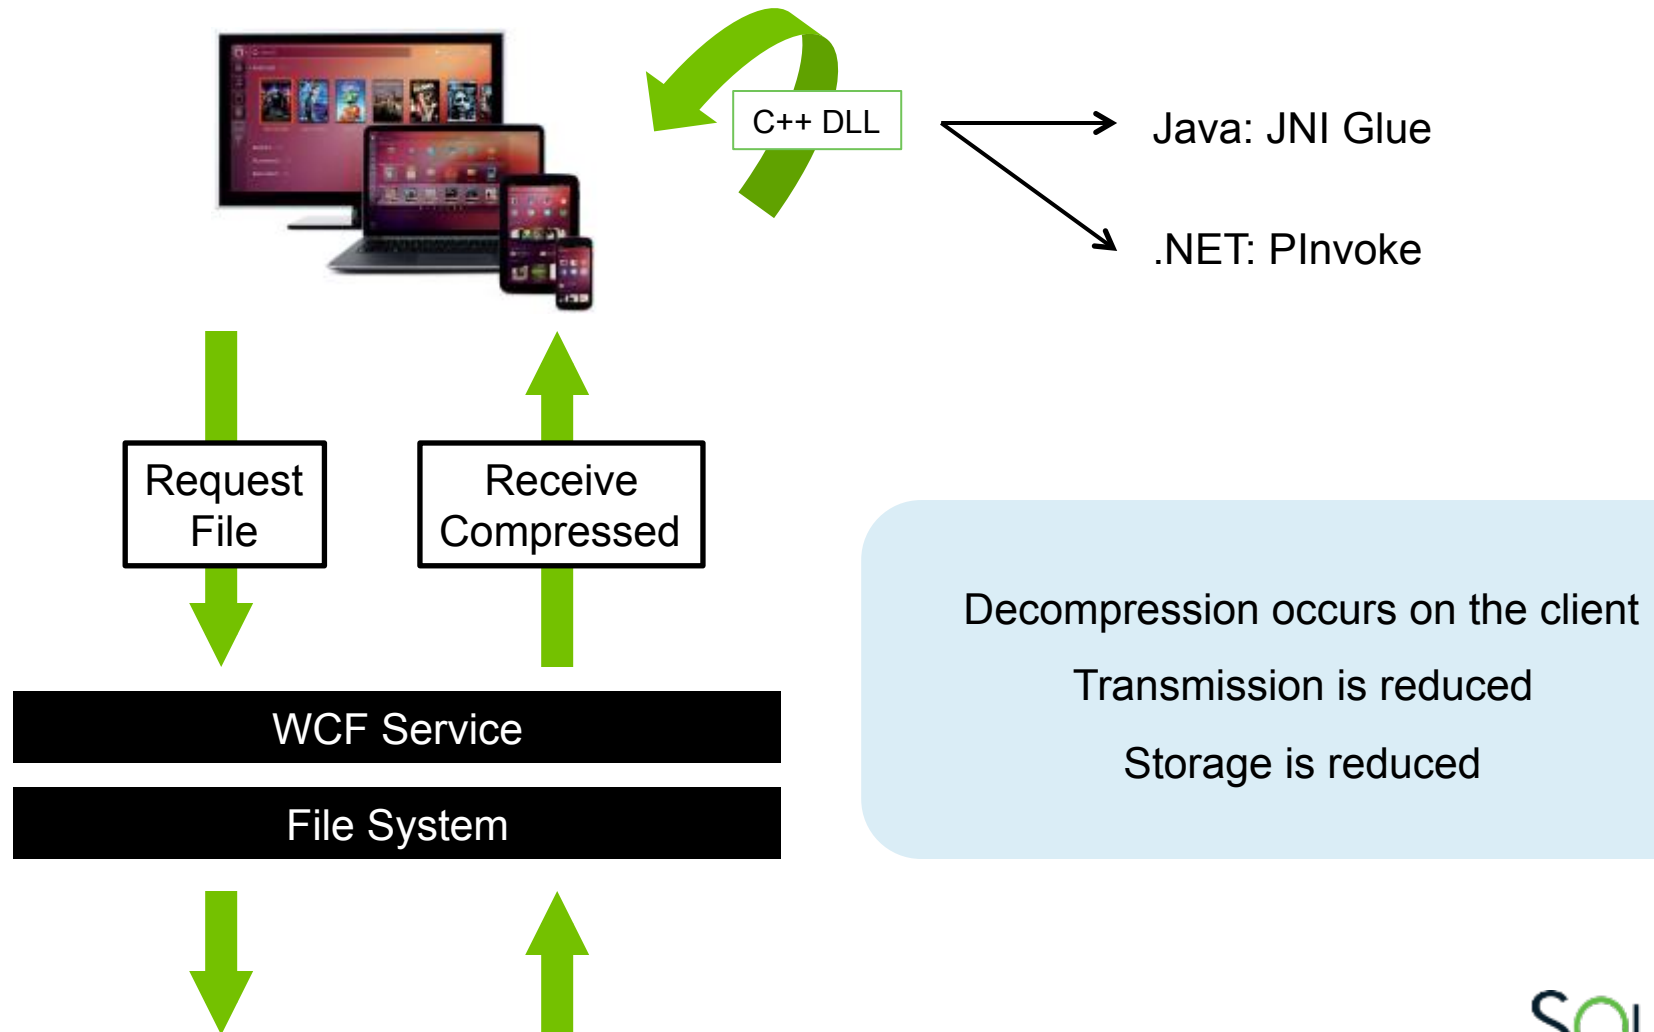 C++ DLL
Java: JNI Glue
.NET: PInvoke
Request
File
Receive
Compressed
WCF Service
File System
Decompression occurs on the client
Transmission is reduced
Storage is reduced